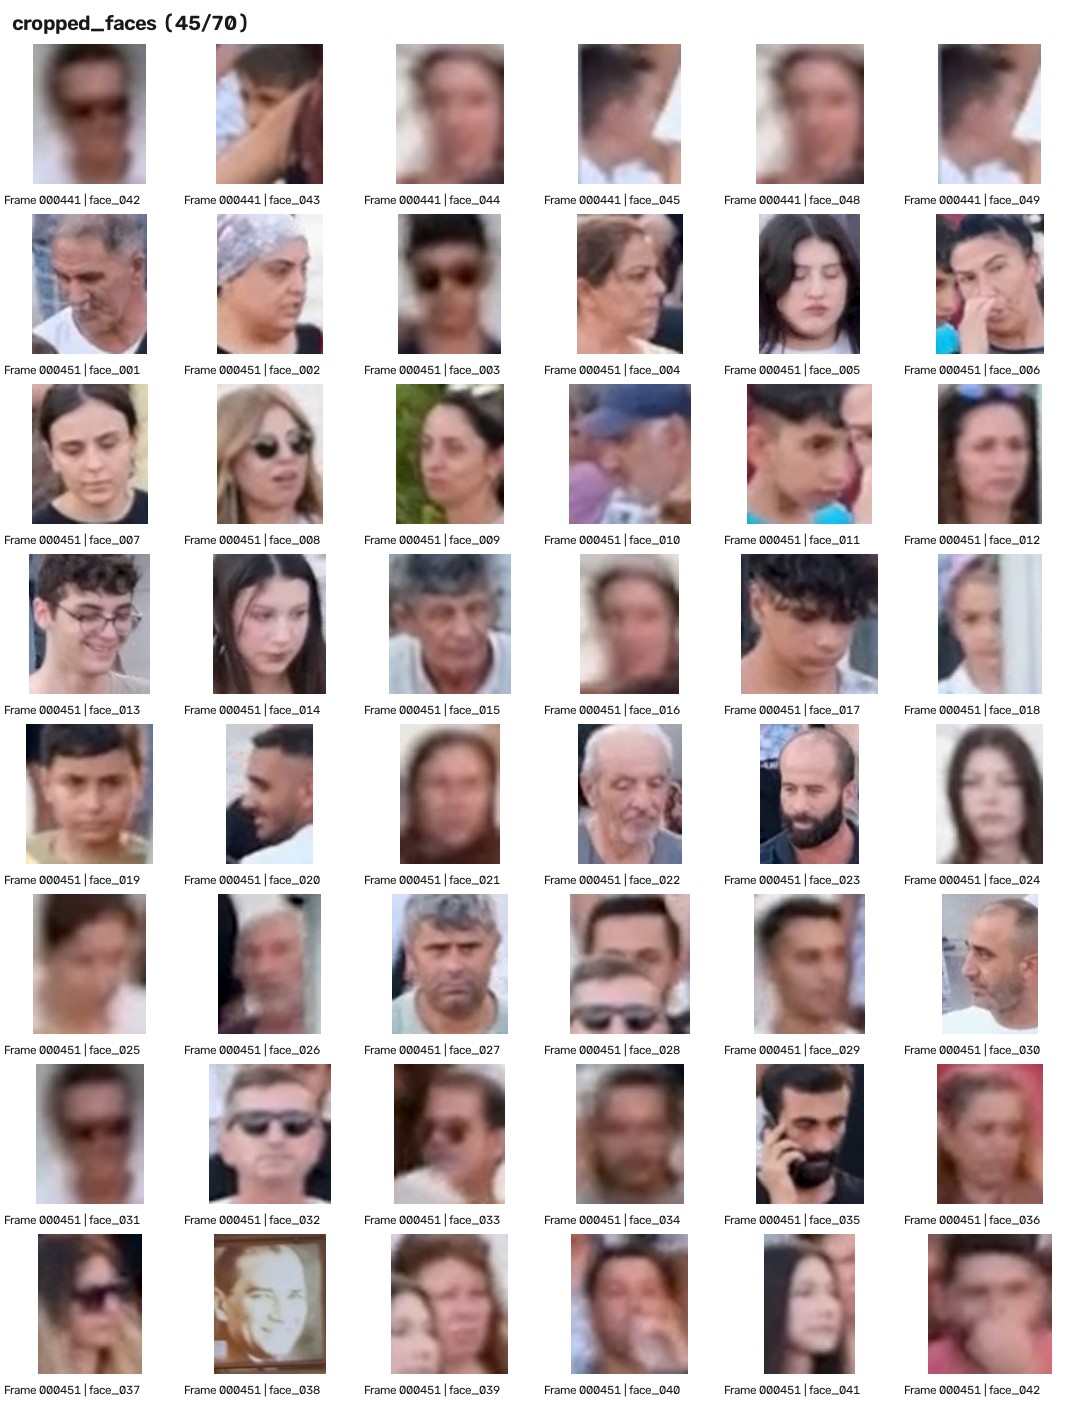 cropped_faces (45/70)
Frame 000441 | face_042
Frame 000441 | face_043
Frame 000441 | face_044
Frame 000441 | face_045
Frame 000441 | face_048
Frame 000441 | face_049
Frame 000451 | face_001
Frame 000451 | face_002
Frame 000451 | face_003
Frame 000451 | face_004
Frame 000451 | face_005
Frame 000451 | face_006
Frame 000451 | face_007
Frame 000451 | face_008
Frame 000451 | face_009
Frame 000451 | face_010
Frame 000451 | face_011
Frame 000451 | face_012
Frame 000451 | face_013
Frame 000451 | face_014
Frame 000451 | face_015
Frame 000451 | face_016
Frame 000451 | face_017
Frame 000451 | face_018
Frame 000451 | face_019
Frame 000451 | face_020
Frame 000451 | face_021
Frame 000451 | face_022
Frame 000451 | face_023
Frame 000451 | face_024
Frame 000451 | face_025
Frame 000451 | face_026
Frame 000451 | face_027
Frame 000451 | face_028
Frame 000451 | face_029
Frame 000451 | face_030
Frame 000451 | face_031
Frame 000451 | face_032
Frame 000451 | face_033
Frame 000451 | face_034
Frame 000451 | face_035
Frame 000451 | face_036
Frame 000451 | face_037
Frame 000451 | face_038
Frame 000451 | face_039
Frame 000451 | face_040
Frame 000451 | face_041
Frame 000451 | face_042